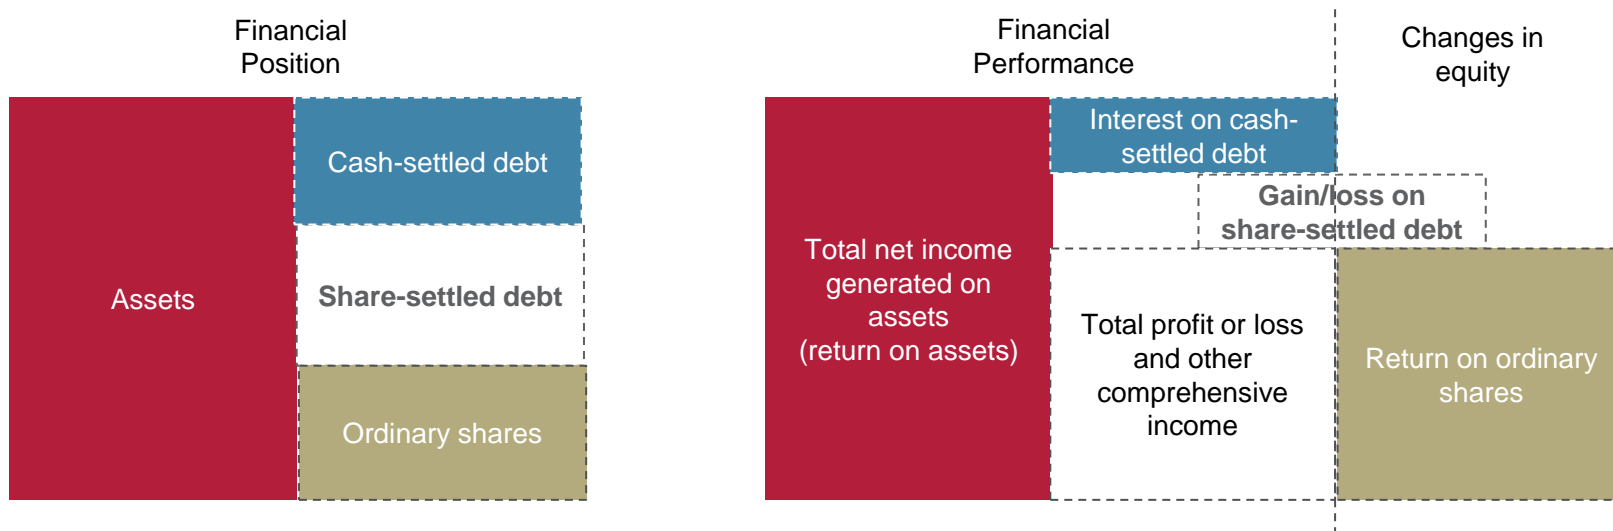 Financial
Position
Assets
Cash-settled debt
Share-settled debt
Ordinary shares
Financial
Performance
Changes in
equity
Total net income
generated on
assets
(return on assets)
Interest on cash-
settled debt
Gain/loss on
share-settled debt
Total profit or loss
and other
comprehensive
income
Return on ordinary
shares